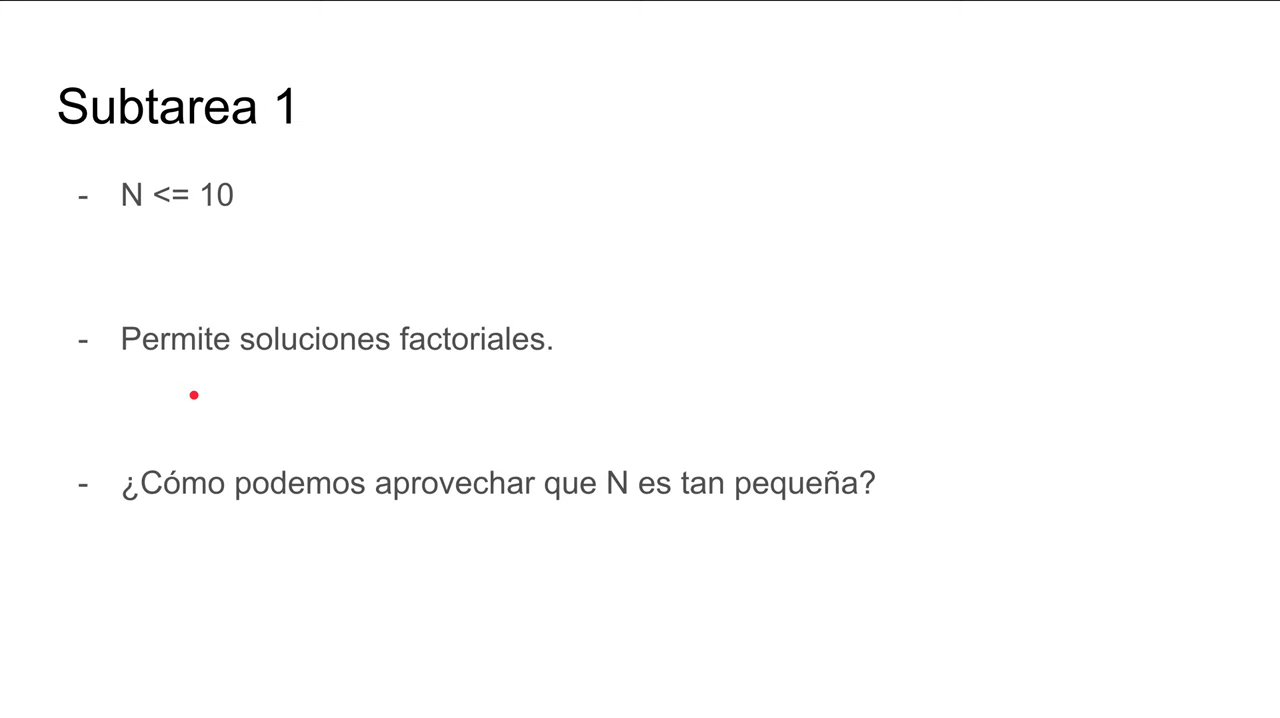 Subtarea 1
- N <= 10
- Permite soluciones factoriales.
- ¿Cómo podemos aprovechar que N es tan pequeña?